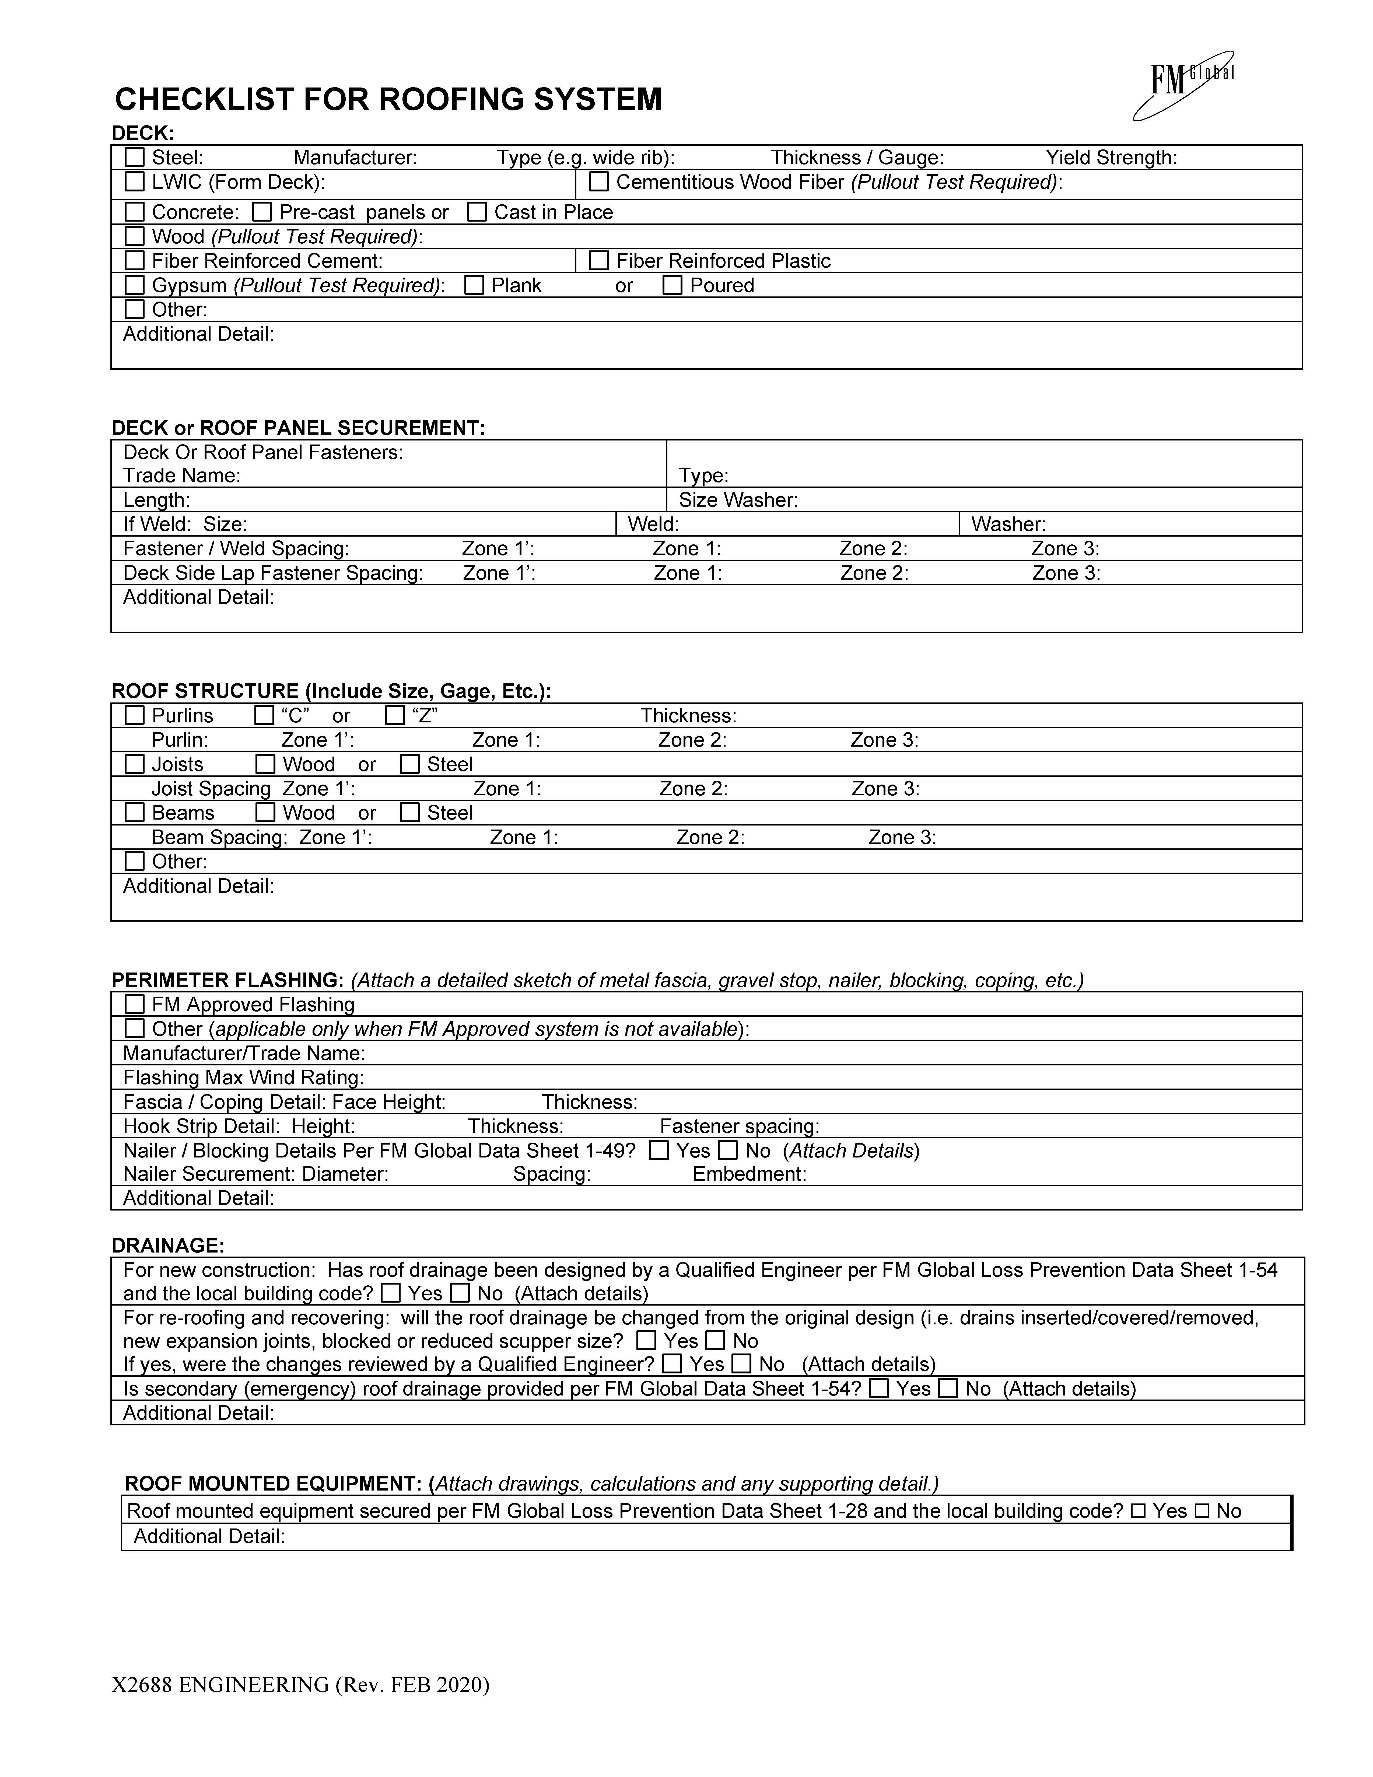 FM Global
CHECKLIST FOR ROOFING SYSTEM
DECK:
Steel: Manufacturer: Type (e.g. wide rib): Thickness / Gauge: Yield Strength:
LWIC (Form Deck): Cementitious Wood Fiber (Pullout Test Required):
Concrete: Pre-cast panels or Cast in Place
Wood (Pullout Test Required):
Fiber Reinforced Cement: Fiber Reinforced Plastic
Gypsum (Pullout Test Required): Plank or Poured
Other:
Additional Detail:
DECK or ROOF PANEL SECUREMENT:
Deck Or Roof Panel Fasteners:
Trade Name: Type:
Length: Size Washer:
If Weld: Size: Weld: Washer:
Fastener / Weld Spacing: Zone 1’: Zone 1: Zone 2: Zone 3:
Deck Side Lap Fastener Spacing: Zone 1’: Zone 1: Zone 2: Zone 3:
Additional Detail:
ROOF STRUCTURE (Include Size, Gage, Etc.):
Purlins “C” or “Z” Thickness:
Purlin: Zone 1’: Zone 1: Zone 2: Zone 3:
Joists Wood or Steel
Joist Spacing Zone 1’: Zone 1: Zone 2: Zone 3:
Beams Wood or Steel
Beam Spacing: Zone 1’: Zone 1: Zone 2: Zone 3:
Other:
Additional Detail:
PERIMETER FLASHING: (Attach a detailed sketch of metal fascia, gravel stop, nailer, blocking, coping, etc.)
FM Approved Flashing
Other (applicable only when FM Approved system is not available):
Manufacturer/Trade Name:
Flashing Max Wind Rating:
Fascia / Coping Detail: Face Height: Thickness:
Hook Strip Detail: Height: Thickness: Fastener spacing:
Nailer / Blocking Details Per FM Global Data Sheet 1-49? Yes No (Attach Details)
Nailer Securement: Diameter: Spacing: Embedment:
Additional Detail:
DRAINAGE:
For new construction: Has roof drainage been designed by a Qualified Engineer per FM Global Loss Prevention Data Sheet 1-54
and the local building code? Yes No (Attach details)
For re-roofing and recovering: will the roof drainage be changed from the original design (i.e. drains inserted/covered/removed,
new expansion joints, blocked or reduced scupper size? Yes No
If yes, were the changes reviewed by a Qualified Engineer? Yes No (Attach details)
Is secondary (emergency) roof drainage provided per FM Global Data Sheet 1-54? Yes No (Attach details)
Additional Detail:
ROOF MOUNTED EQUIPMENT: (Attach drawings, calculations and any supporting detail.)
Roof mounted equipment secured per FM Global Loss Prevention Data Sheet 1-28 and the local building code? Yes No
Additional Detail:
X2688 ENGINEERING (Rev. FEB 2020)